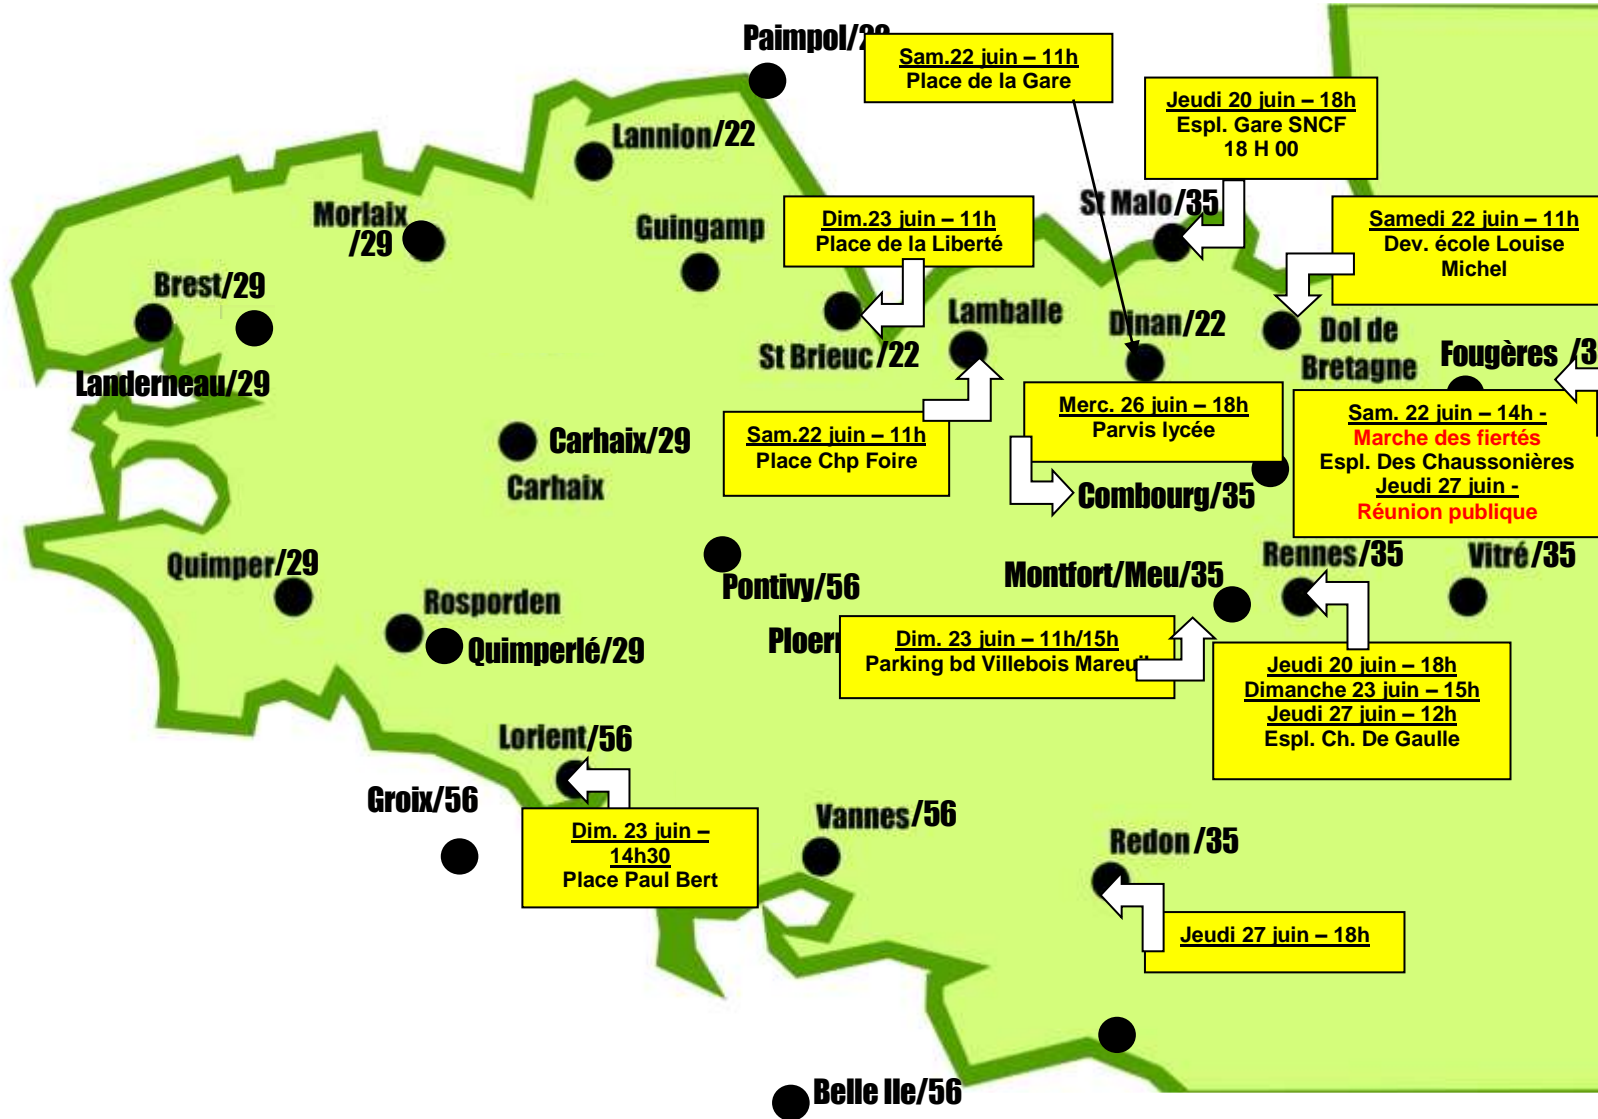 Paimpol/22
Sam.22 juin – 11h
Place de la Gare
Jeudi 20 juin – 18h
Espl. Gare SNCF
18 H 00
Lannion/22
St Malo/35
Morlaix
/29
Guingamp
Dim.23 juin – 11h
Place de la Liberté
Samedi 22 juin – 11h
Dev. école Louise
Michel
Brest/29
Lamballe
Dinan/22
Dol de
Bretagne
St Brieuc /22
Fougères /3
Landerneau/29
Merc. 26 juin – 18h
Parvis lycée
Sam. 22 juin – 14h -
Marche des fiertés
Espl. Des Chaussonières
Jeudi 27 juin -
Réunion publique
Sam.22 juin – 11h
Place Chp Foire
Carhaix/29
Carhaix
Combourg/35
Quimper/29
Pontivy/56
Montfort/Meu/35
Rennes/35
Vitré/35
Rosporden
Quimperlé/29
Ploer
Dim. 23 juin – 11h/15h
Parking bd Villebois Mareuil
Jeudi 20 juin – 18h
Dimanche 23 juin – 15h
Jeudi 27 juin – 12h
Espl. Ch. De Gaulle
Lorient/56
Groix/56
Dim. 23 juin –
14h30
Place Paul Bert
Vannes/56
Redon /35
Jeudi 27 juin – 18h
Belle Ile/56